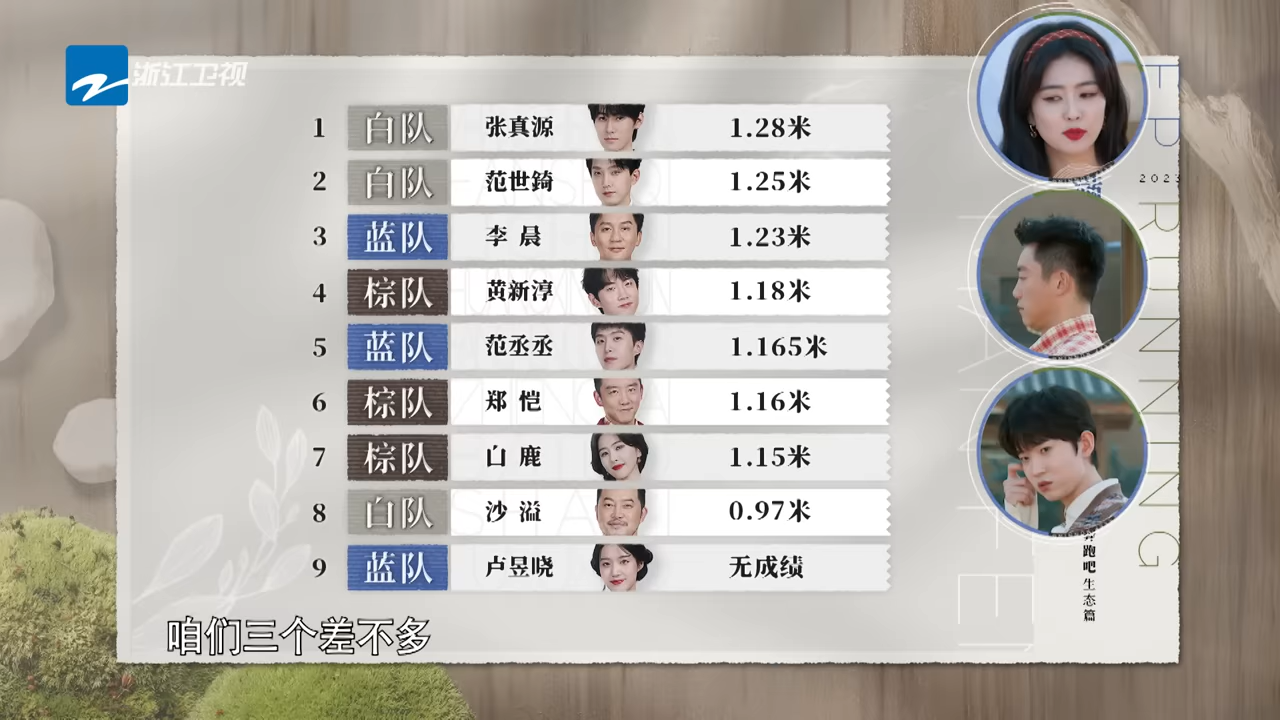 浙江卫视
1 白队 张真源 1.28米
2 白队 范世錡 1.25米
3 蓝队 李晨 1.23米
4 棕队 黄新淳 1.18米
5 蓝队 范丞丞 1.165米
6 棕队 郑恺 1.16米
7 棕队 白鹿 1.15米
8 白队 沙溢 0.97米
9 蓝队 卢昱晓 无成绩
2023
RUNNING
奔跑吧生态篇
咱们三个差不多